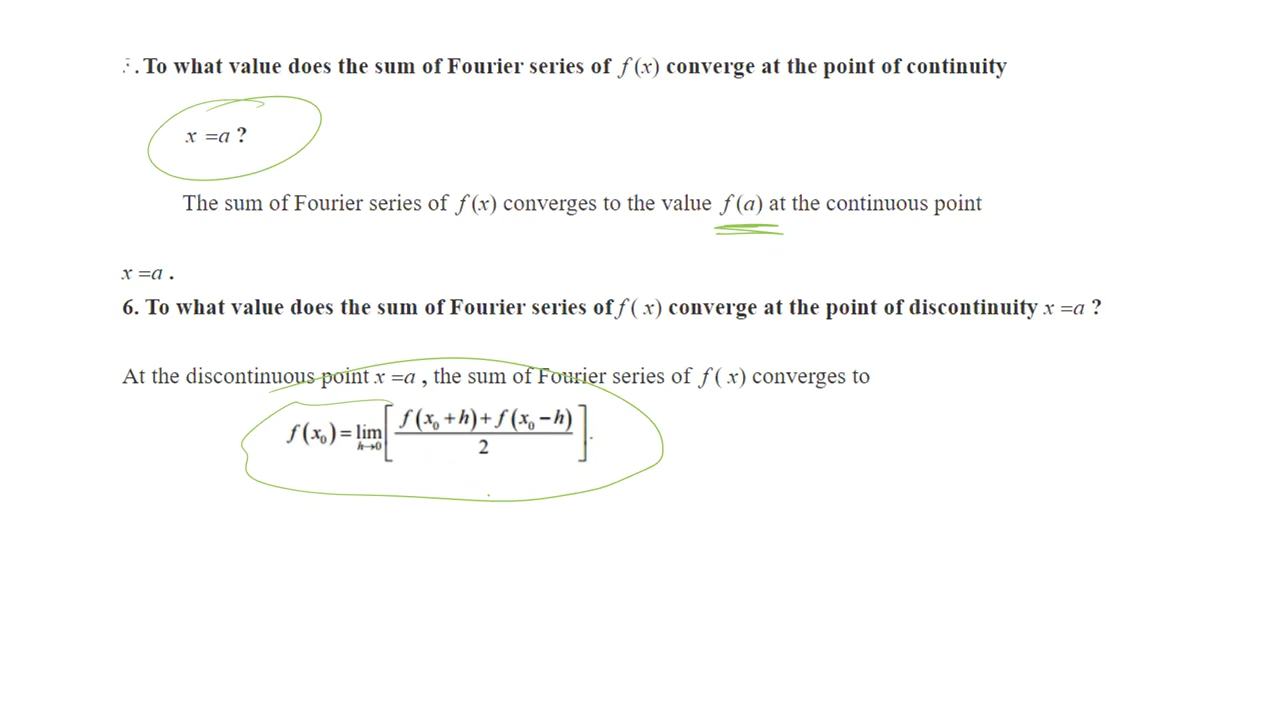 . To what value does the sum of Fourier series of f(x) converge at the point of continuity
x =a ?
The sum of Fourier series of f(x) converges to the value f(a) at the continuous point
x =a .
6. To what value does the sum of Fourier series of f( x) converge at the point of discontinuity x =a ?
At the discontinuous point x =a , the sum of Fourier series of f( x) converges to
f(x₀) = lim h→0 [ f(x₀+h)+f(x₀−h) / 2 ].